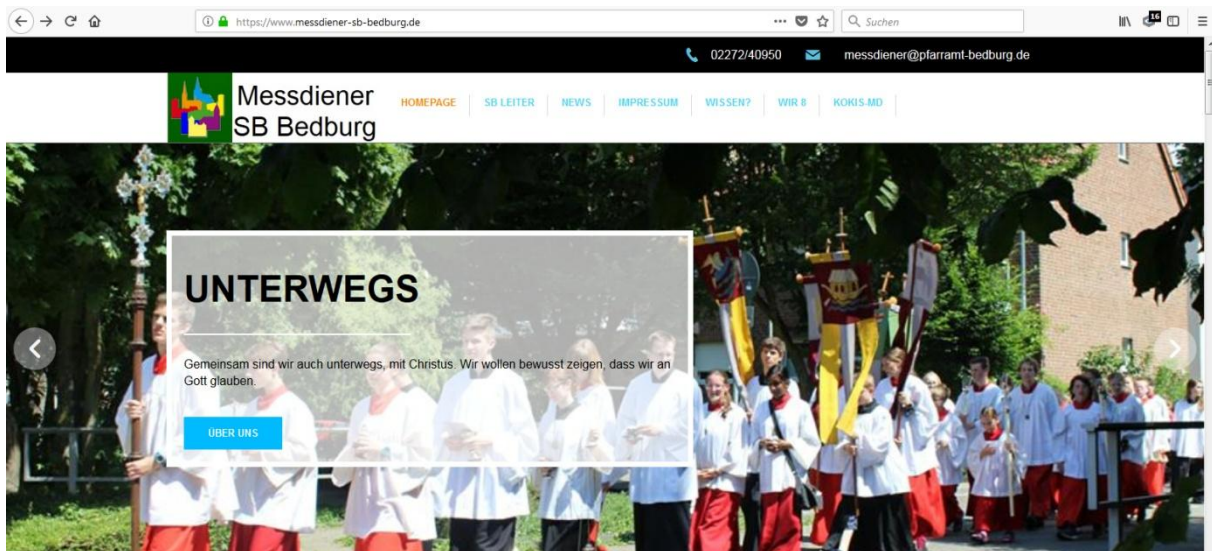 https://www.messdiener-sb-bedburg.de
Suchen
16
02272/40950 messdiener@pfarramt-bedburg.de
Messdiener
SB Bedburg
HOMEPAGE SB LEITER NEWS IMPRESSUM WISSEN? WIR 8 KOKIS-MD
UNTERWEGS
Gemeinsam sind wir auch unterwegs, mit Christus. Wir wollen bewusst zeigen, dass wir an
Gott glauben.
ÜBER UNS